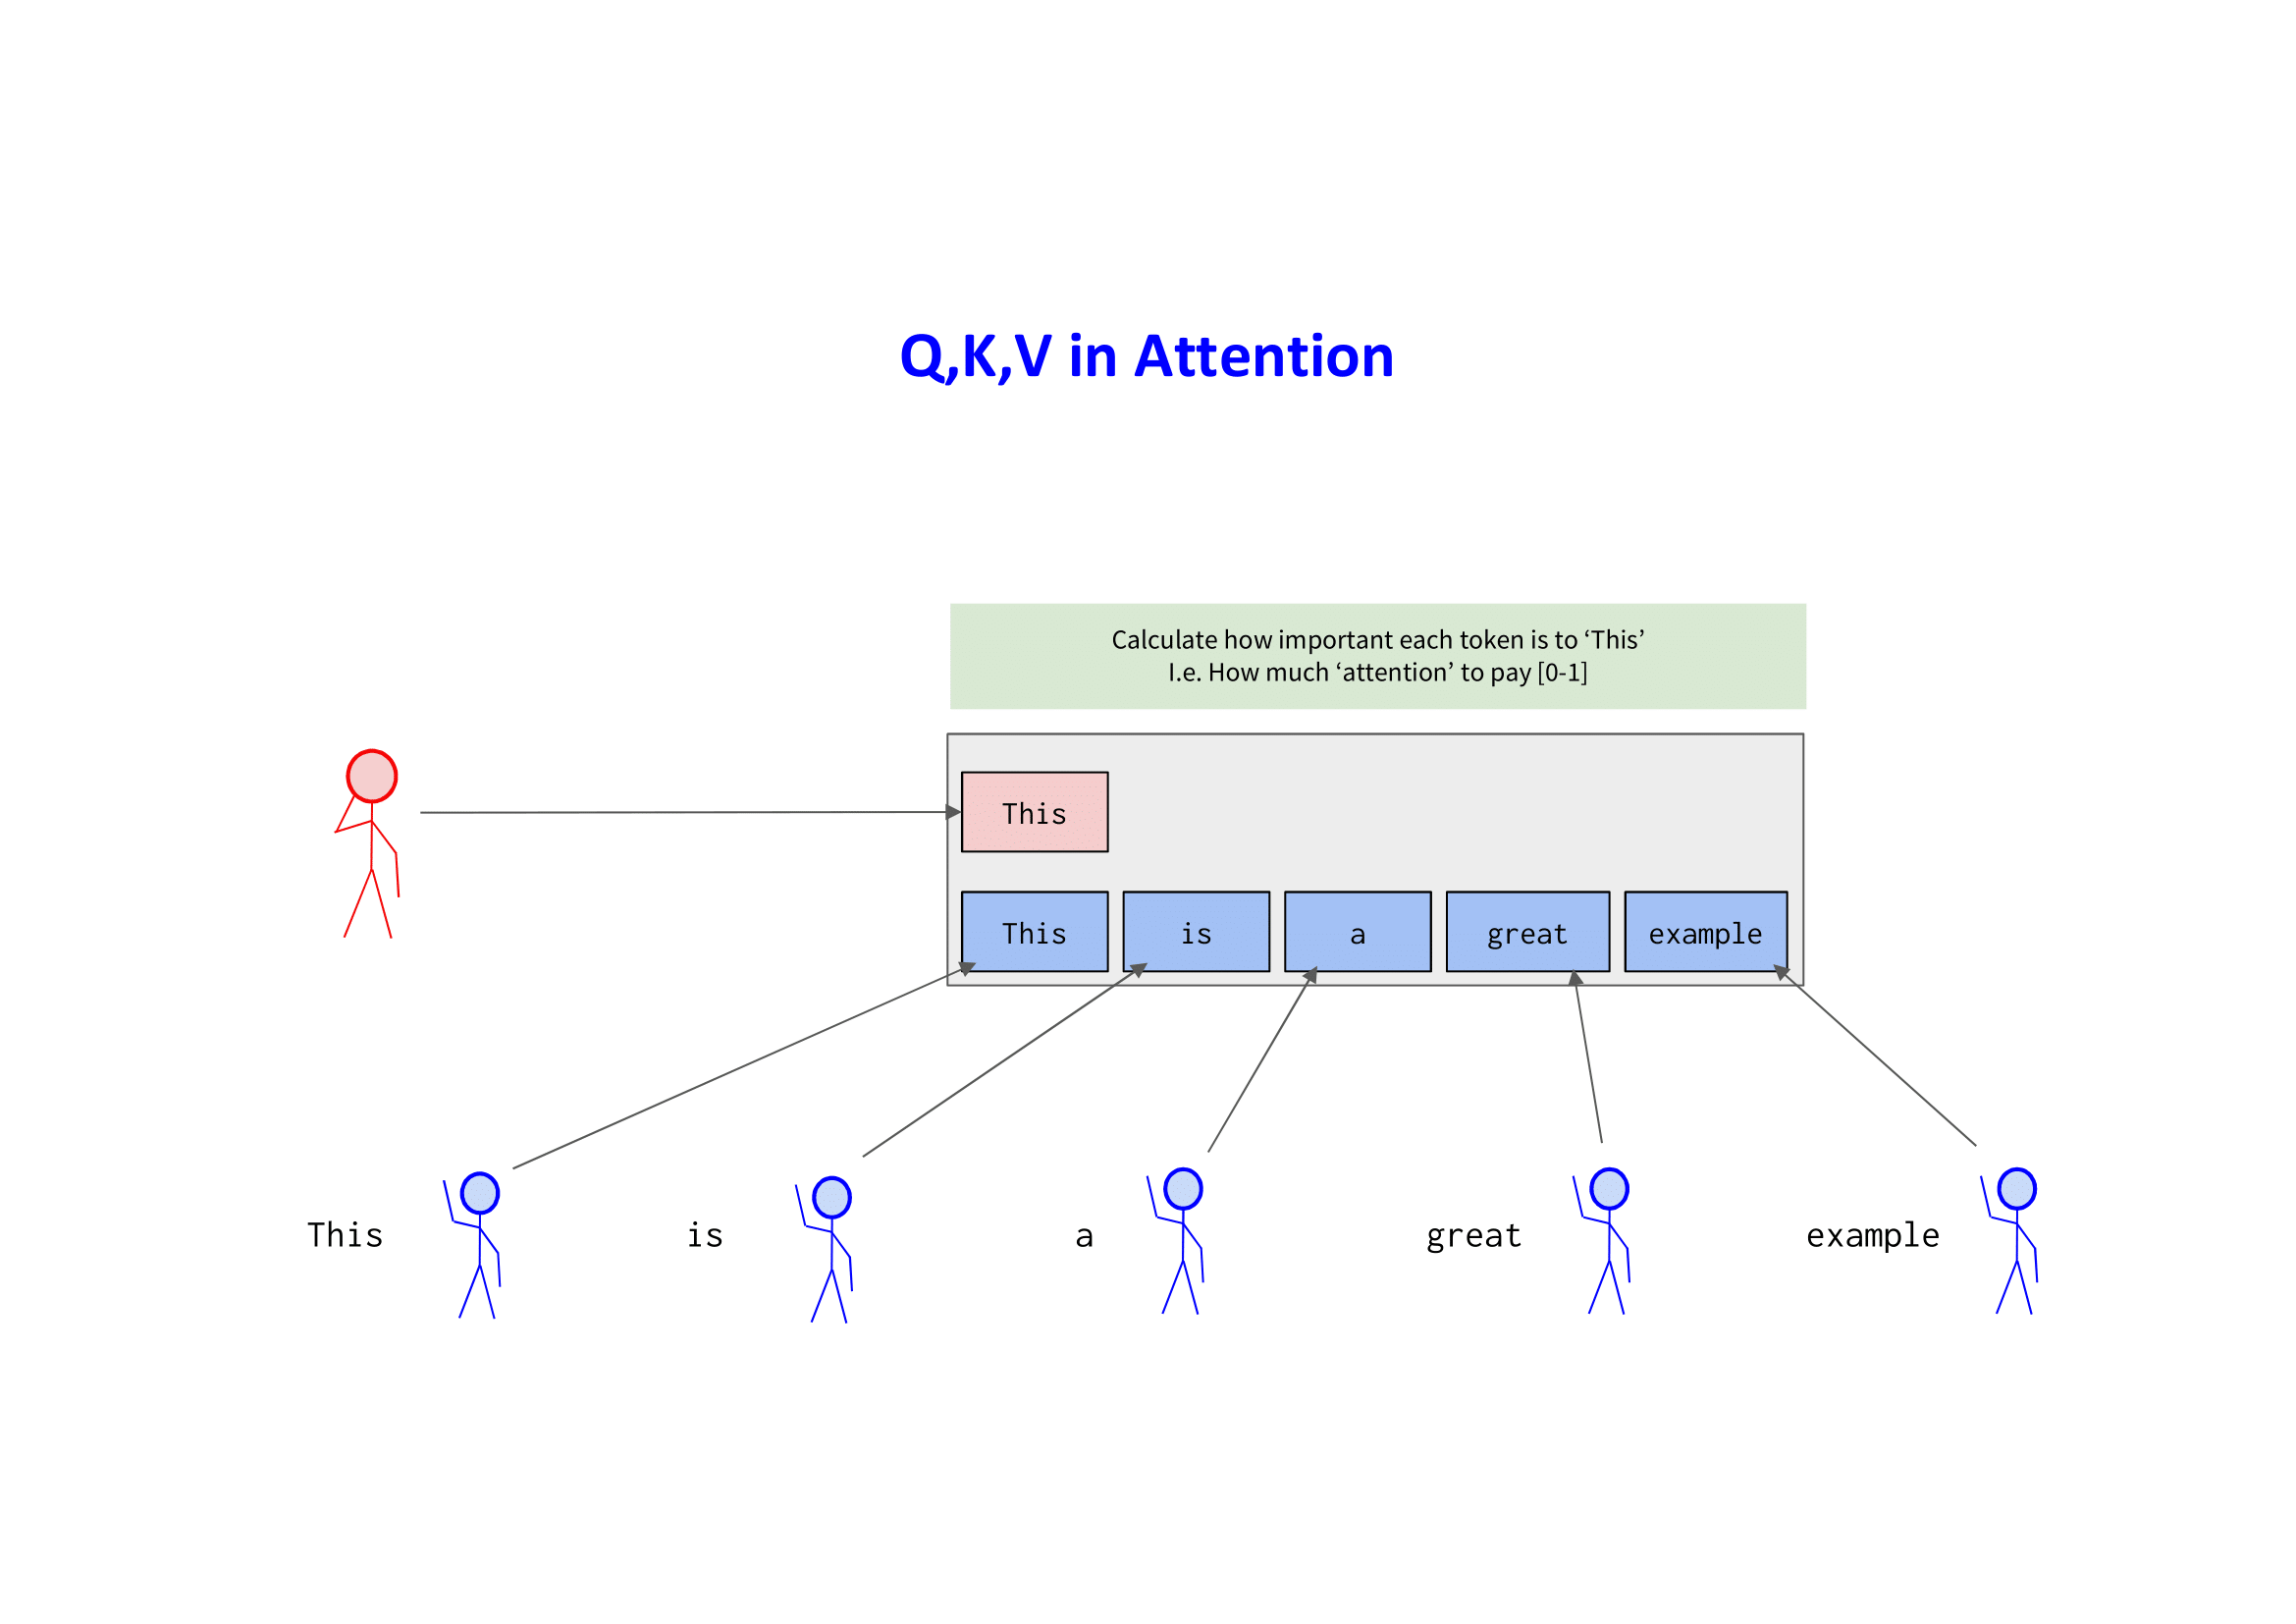 Q,K,V in Attention
Calculate how important each token is to ‘This’
I.e. How much ‘attention’ to pay [0-1]
This
This is a great example
This is a great example